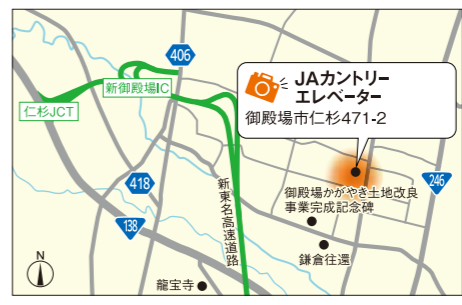 406
JAカントリー
エレベーター
御殿場市仁杉471-2
新御殿場IC
仁杉JCT
418
138
246
新東名高速道路
御殿場かがやき土地改良
事業完成記念碑
鎌倉往還
龍宝寺
N